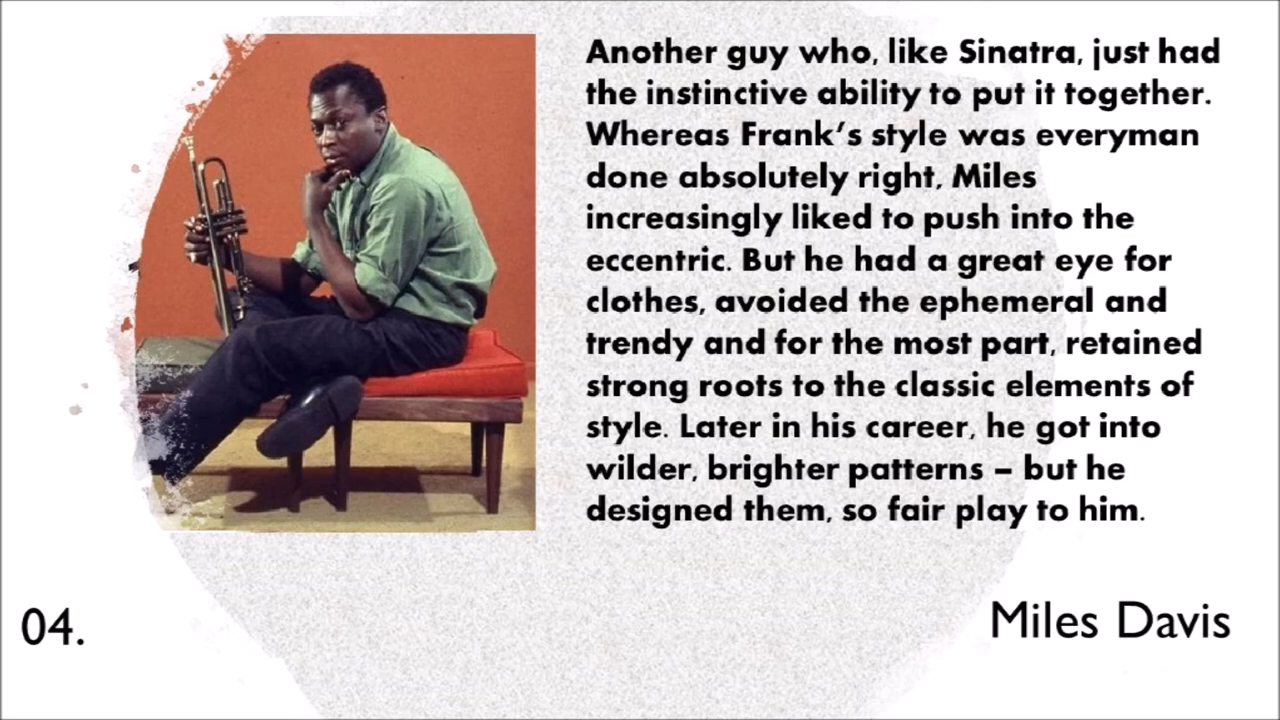 Another guy who, like Sinatra, just had
the instinctive ability to put it together.
Whereas Frank’s style was everyman
done absolutely right, Miles
increasingly liked to push into the
eccentric. But he had a great eye for
clothes, avoided the ephemeral and
trendy and for the most part, retained
strong roots to the classic elements of
style. Later in his career, he got into
wilder, brighter patterns – but he
designed them, so fair play to him.
04.
Miles Davis